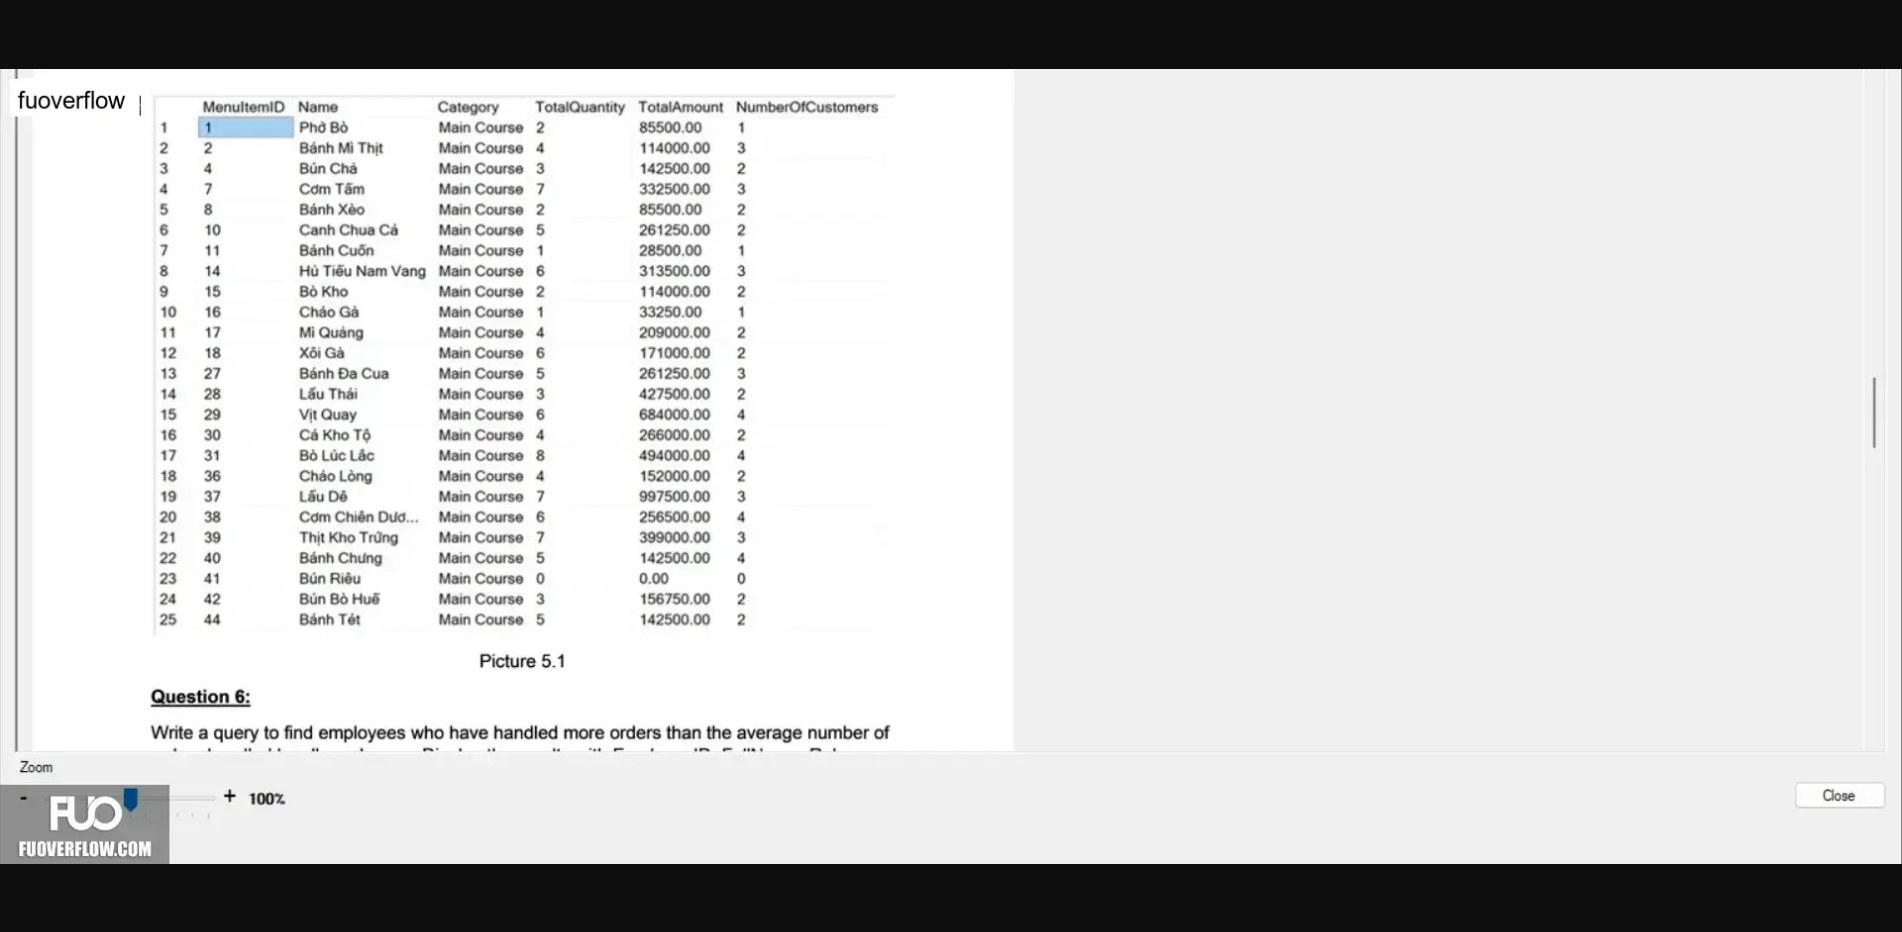 fuoverflow
MenuItemID Name Category TotalQuantity TotalAmount NumberOfCustomers
1 1 Phở Bò Main Course 2 85500.00 1
2 2 Bánh Mì Thịt Main Course 4 114000.00 3
3 4 Bún Chả Main Course 3 142500.00 2
4 7 Cơm Tấm Main Course 7 332500.00 3
5 8 Bánh Xèo Main Course 2 85500.00 2
6 10 Canh Chua Cá Main Course 5 261250.00 2
7 11 Bánh Cuốn Main Course 1 28500.00 1
8 14 Hủ Tiếu Nam Vang Main Course 6 313500.00 3
9 15 Bò Kho Main Course 2 114000.00 2
10 16 Cháo Gà Main Course 1 33250.00 1
11 17 Mì Quảng Main Course 4 209000.00 2
12 18 Xôi Gà Main Course 6 171000.00 2
13 27 Bánh Đa Cua Main Course 5 261250.00 3
14 28 Lẩu Thái Main Course 3 427500.00 2
15 29 Vịt Quay Main Course 6 684000.00 4
16 30 Cá Kho Tộ Main Course 4 266000.00 2
17 31 Bò Lúc Lắc Main Course 8 494000.00 4
18 36 Cháo Lòng Main Course 4 152000.00 2
19 37 Lẩu Dê Main Course 7 997500.00 3
20 38 Cơm Chiên Dươ... Main Course 6 256500.00 4
21 39 Thịt Kho Trứng Main Course 7 399000.00 3
22 40 Bánh Chưng Main Course 5 142500.00 4
23 41 Bún Riêu Main Course 0 0.00 0
24 42 Bún Bò Huế Main Course 3 156750.00 2
25 44 Bánh Tét Main Course 5 142500.00 2
Picture 5.1
Question 6:
Write a query to find employees who have handled more orders than the average number of
Zoom
- + 100%
Close
FUO
FUOVERFLOW.COM